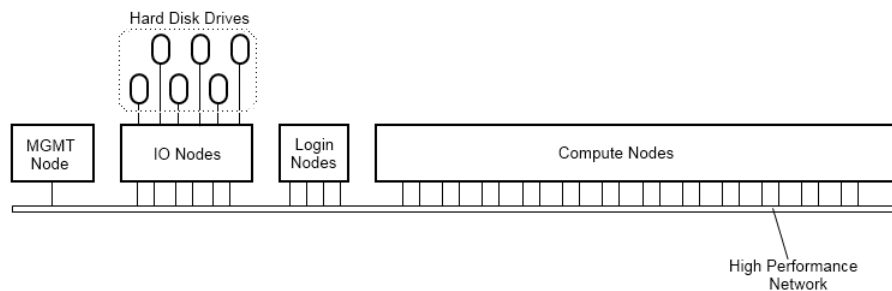 Hard Disk Drives
MGMT
Node
IO Nodes
Login
Nodes
Compute Nodes
High Performance
Network